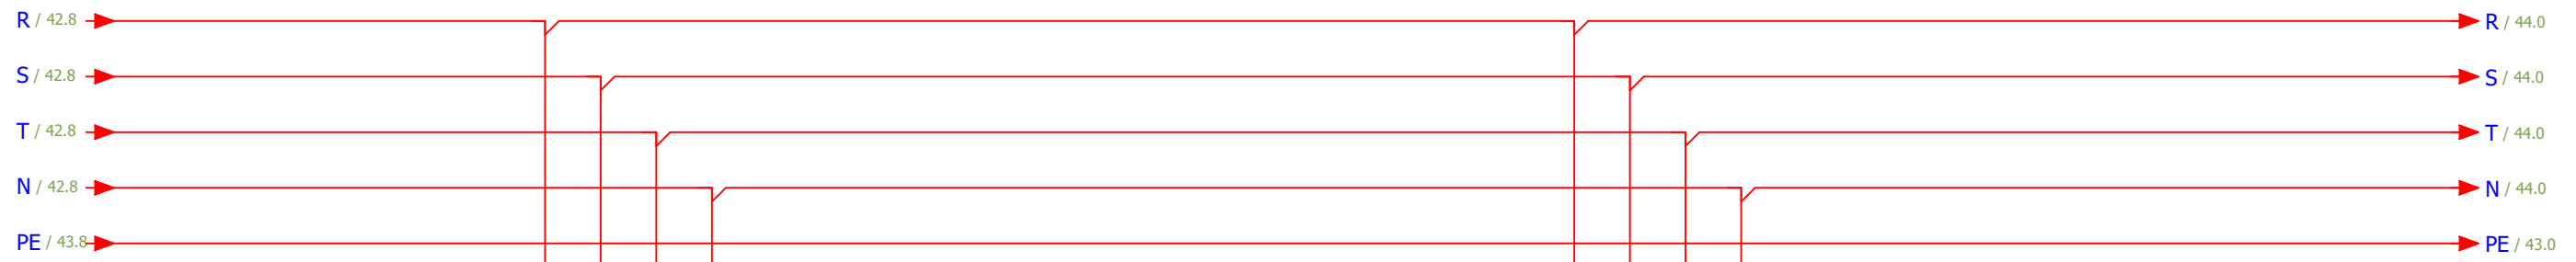 R / 42.8 R / 44.0
S / 42.8 S / 44.0
T / 42.8 T / 44.0
N / 42.8 N / 44.0
PE / 43.8 PE / 43.0